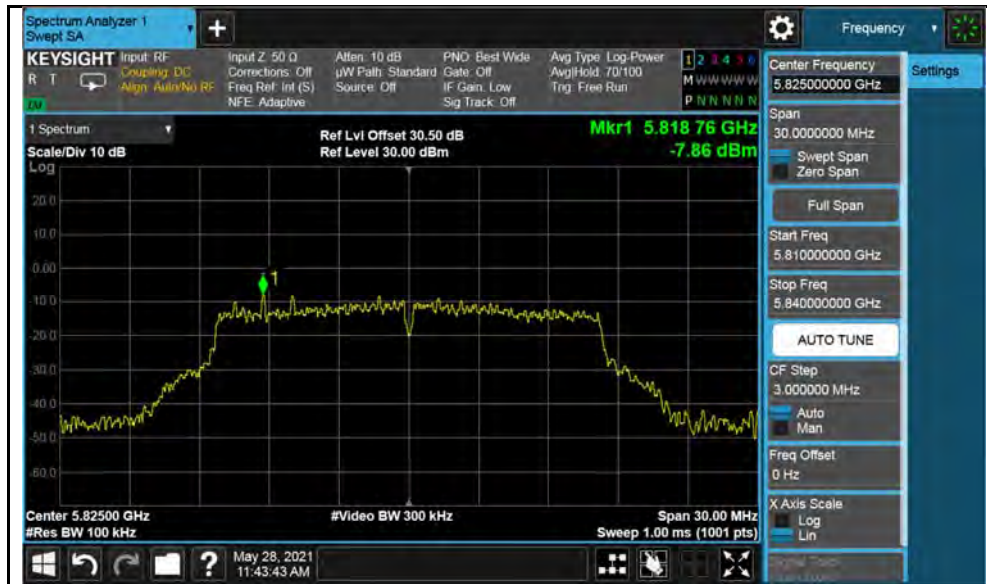 Spectrum Analyzer 1
Swept SA
Frequency
KEYSIGHT
R T
Input: RF
Coupling: DC
Align: Auto/No RF
Input Z: 50 Ω
Corrections: Off
Freq Ref: Int (S)
NFE: Adaptive
Atten: 10 dB
µW Path: Standard
Source: Off
PNO: Best Wide
Gate: Off
IF Gain: Low
Sig Track: Off
Avg Type: Log-Power
Avg|Hold: 70/100
Trig: Free Run
1 2 3 4 5 6
M W W W W W
P N N N N N
1 Spectrum
Scale/Div 10 dB
Log
Ref Lvl Offset 30.50 dB
Ref Level 30.00 dBm
Mkr1 5.818 76 GHz
-7.86 dBm
20.0
10.0
0.00
-10.0
-20.0
-30.0
-40.0
-50.0
-60.0
1
Center 5.82500 GHz
#Res BW 100 kHz
#Video BW 300 kHz
Span 30.00 MHz
Sweep 1.00 ms (1001 pts)
Center Frequency
5.825000000 GHz
Span
30.0000000 MHz
Swept Span
Zero Span
Full Span
Start Freq
5.810000000 GHz
Stop Freq
5.840000000 GHz
AUTO TUNE
CF Step
3.000000 MHz
Auto
Man
Freq Offset
0 Hz
X Axis Scale
Log
Lin
Settings
?
May 28, 2021
11:43:43 AM